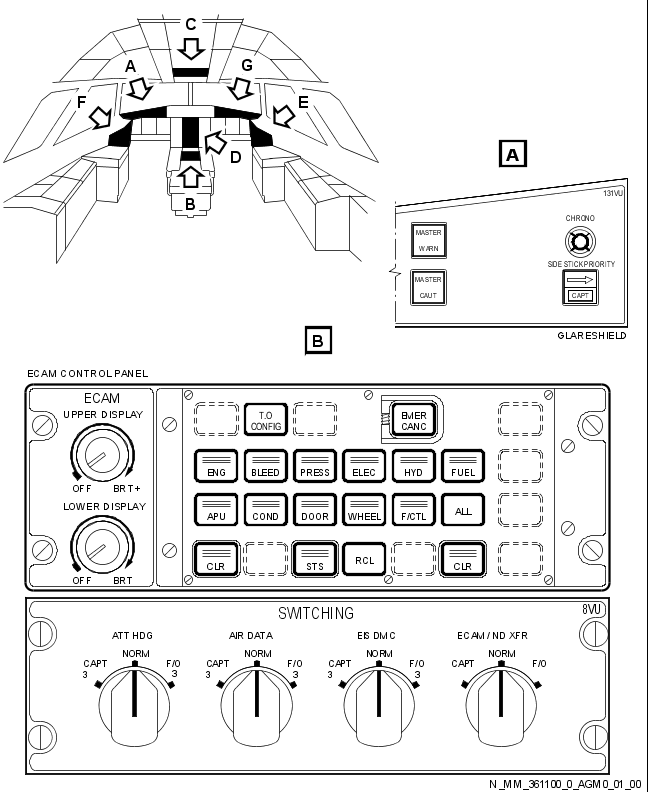 C
A
G
F
E
D
B
A
131VU
CHRONO
MASTER
WARN
SIDE STICK PRIORITY
MASTER
CAUT
CAPT
GLARESHIELD
B
ECAM CONTROL PANEL
ECAM
UPPER DISPLAY
OFF BRT+
LOWER DISPLAY
OFF BRT
T.O
CONFIG
EMER
CANC
ENG BLEED PRESS ELEC HYD FUEL
APU COND DOOR WHEEL F/CTL ALL
CLR STS RCL CLR
SWITCHING
8VU
ATT HDG AIR DATA EIS DMC ECAM / ND XFR
NORM NORM NORM NORM
CAPT F/O CAPT F/O CAPT F/O CAPT F/O
3 3 3 3 3 3
N_MM_361100_0_AGM0_01_00